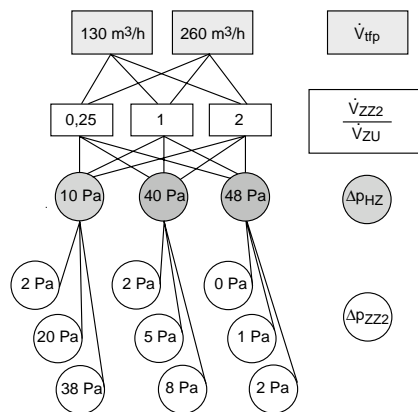 130 m³/h 260 m³/h V̇tfp
0,25 1 2 V̇ZZ2
V̇ZU
10 Pa 40 Pa 48 Pa ΔpHZ
2 Pa 2 Pa 0 Pa
20 Pa 5 Pa 1 Pa ΔpZZ2
38 Pa 8 Pa 2 Pa